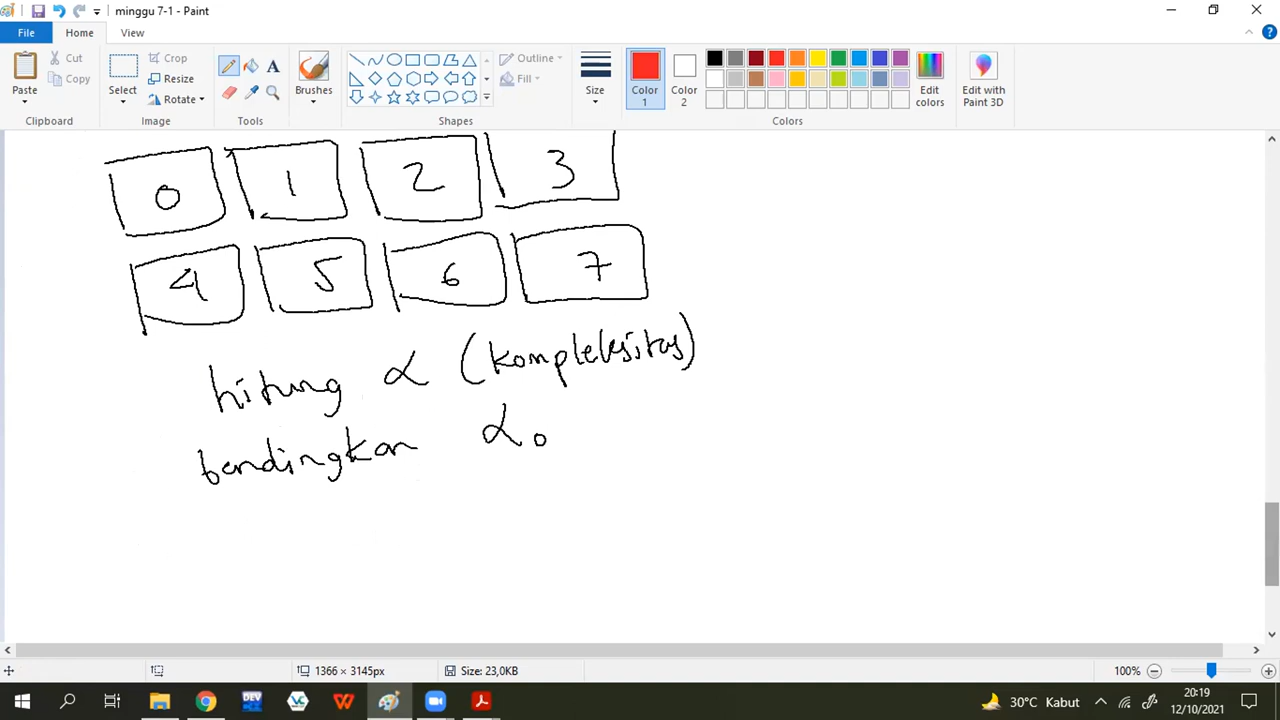 minggu 7-1 - Paint
File Home View
Paste Cut Copy Clipboard
Select Crop Resize Rotate Image
Tools
Brushes
Shapes Outline Fill
Size
Color 1 Color 2 Edit colors Colors
Edit with Paint 3D
0 1 2 3
4 5 6 7
hitung α (kompleksitas)
bandingkan α0
1366 × 3145px Size: 23,0KB 100%
DEV VC W 30°C Kabut 20:19
12/10/2021